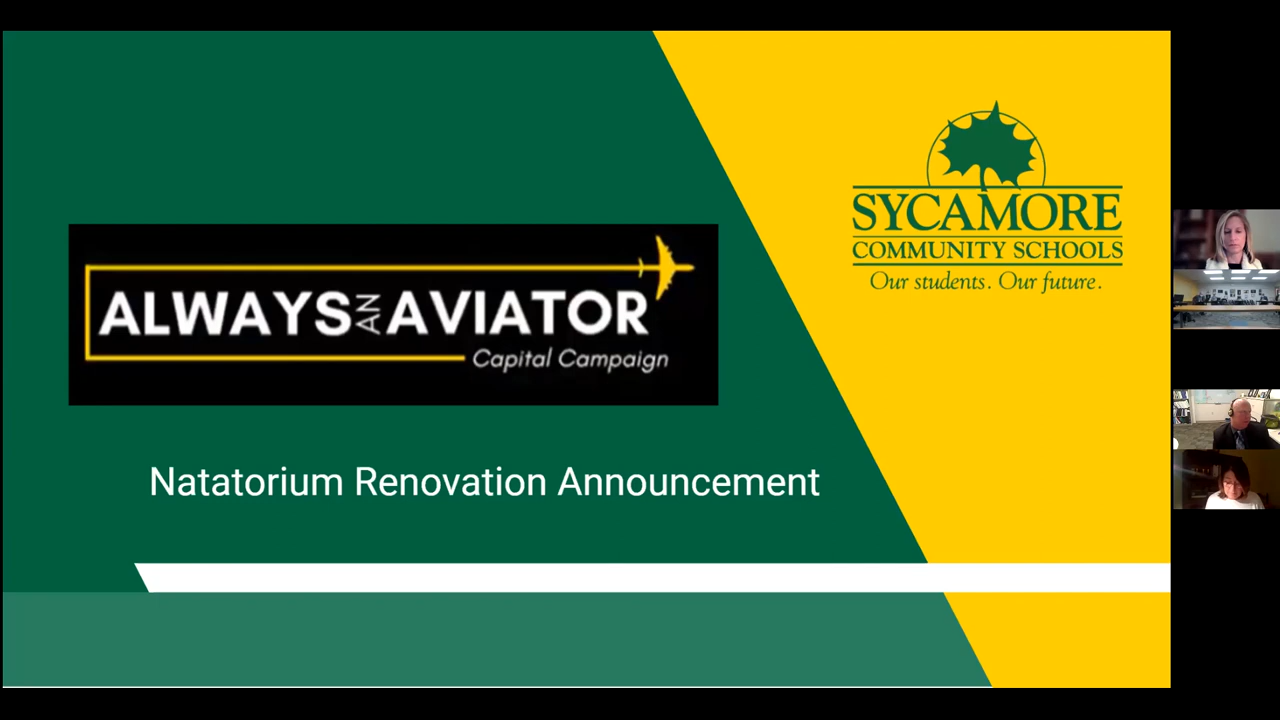 ALWAYS AN AVIATOR
Capital Campaign
Natatorium Renovation Announcement
SYCAMORE
COMMUNITY SCHOOLS
Our students. Our future.